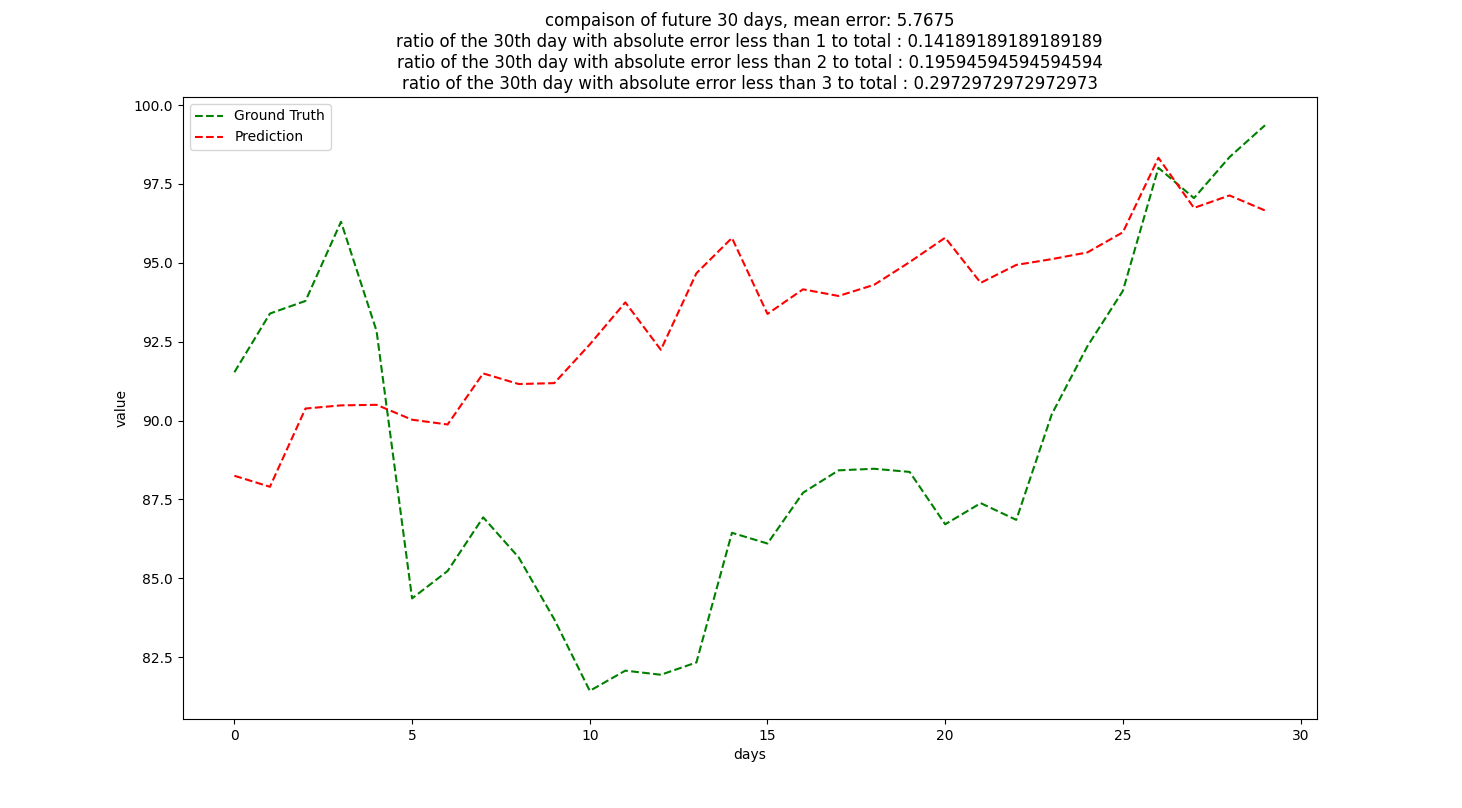 compaison of future 30 days, mean error: 5.7675
ratio of the 30th day with absolute error less than 1 to total : 0.14189189189189189
ratio of the 30th day with absolute error less than 2 to total : 0.19594594594594594
ratio of the 30th day with absolute error less than 3 to total : 0.2972972972972973
Ground Truth
Prediction
100.0
97.5
95.0
92.5
90.0
87.5
85.0
82.5
value
0 5 10 15 20 25 30
days